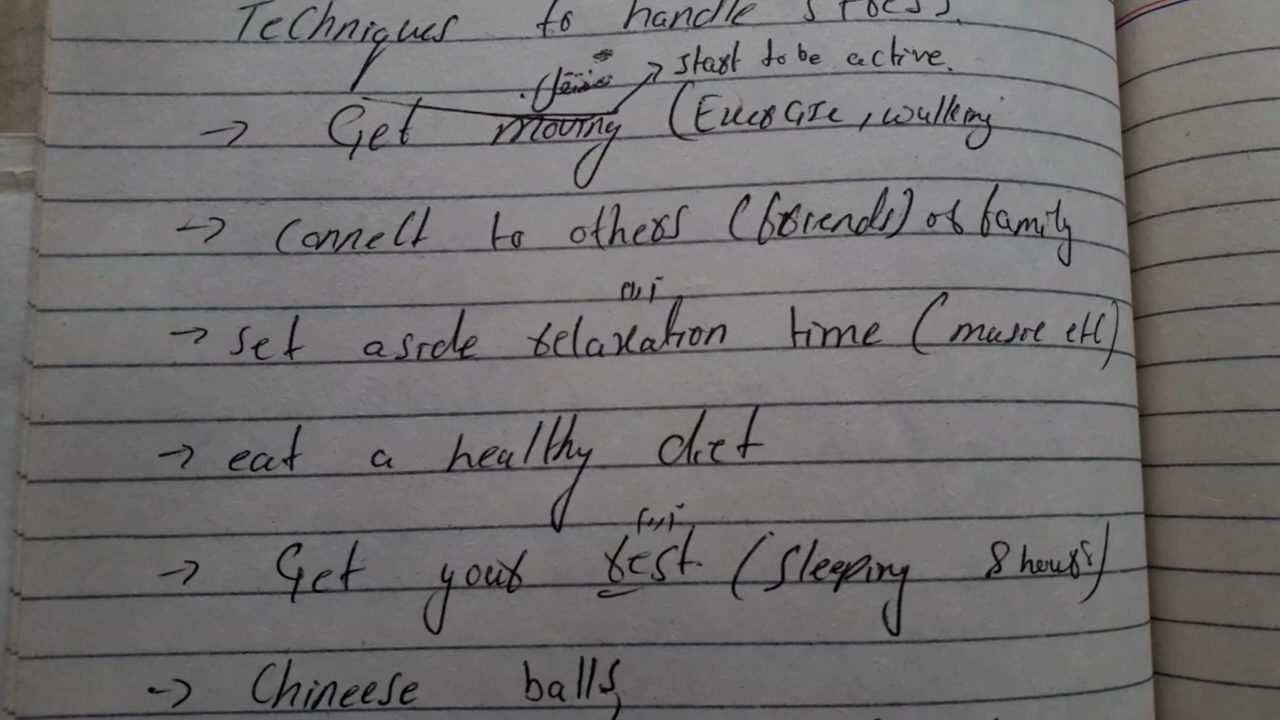 Techniques to handle stress.
→ start to be active.
→ Get moving (Exercise, walking
→ Connect to others (friends) of family
→ set aside relaxation time (music etc)
→ eat a healthy diet
→ Get your rest. (Sleeping 8 hours)
→ Chineese balls